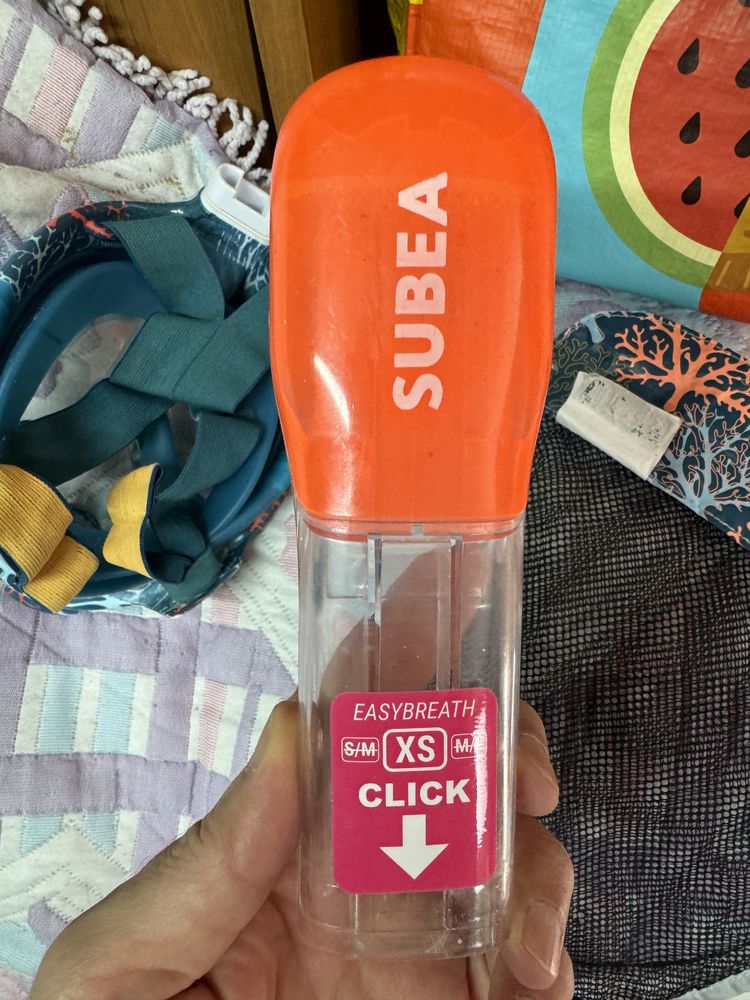 SUBEA
EASYBREATH
S/M XS M/
CLICK